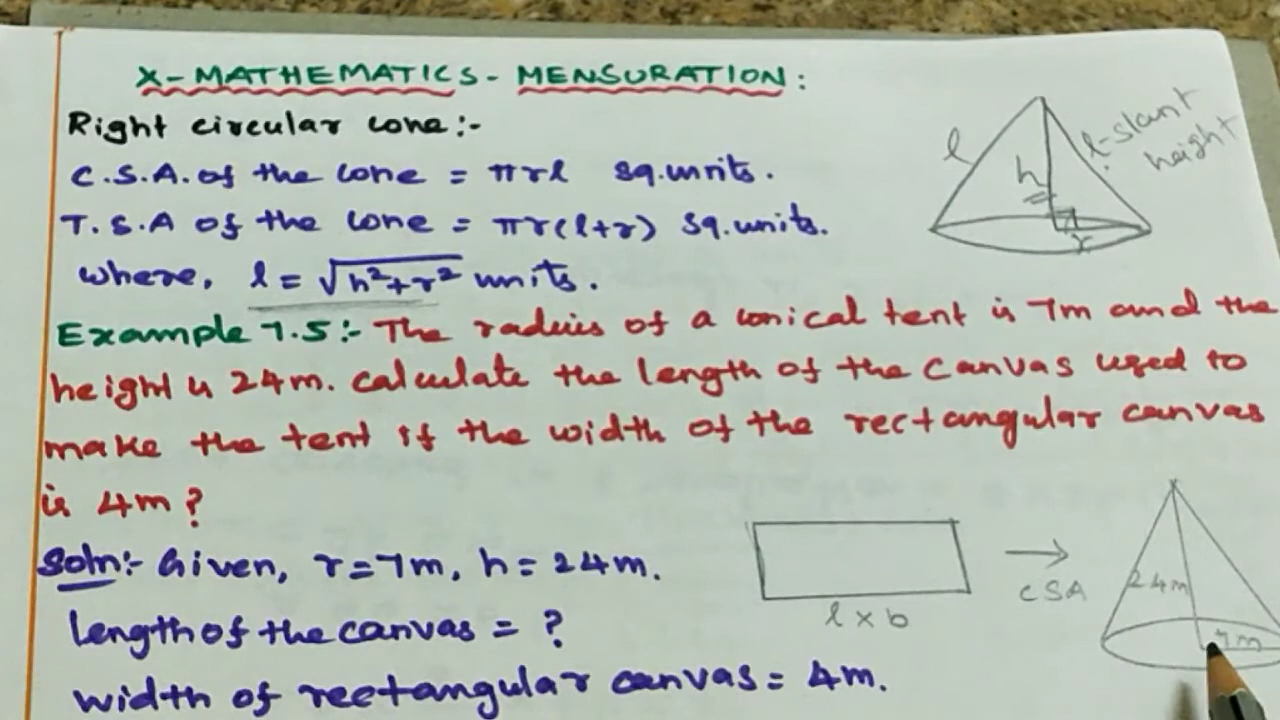 X-MATHEMATICS-MENSURATION:
Right circular cone:-
C.S.A. of the cone = πrl sq.units.
T.S.A of the cone = πr(l+r) sq.units.
where, l = √h²+r² units.
l
h
r
l-slant
height
Example 7.5:- The radius of a conical tent is 7m and the
height is 24m. calculate the length of the canvas used to
make the tent if the width of the rectangular canvas
is 4m?
Soln:- Given, r=7m, h=24m.
length of the canvas = ?
width of rectangular canvas = 4m.
l x b
CSA
24m
7m